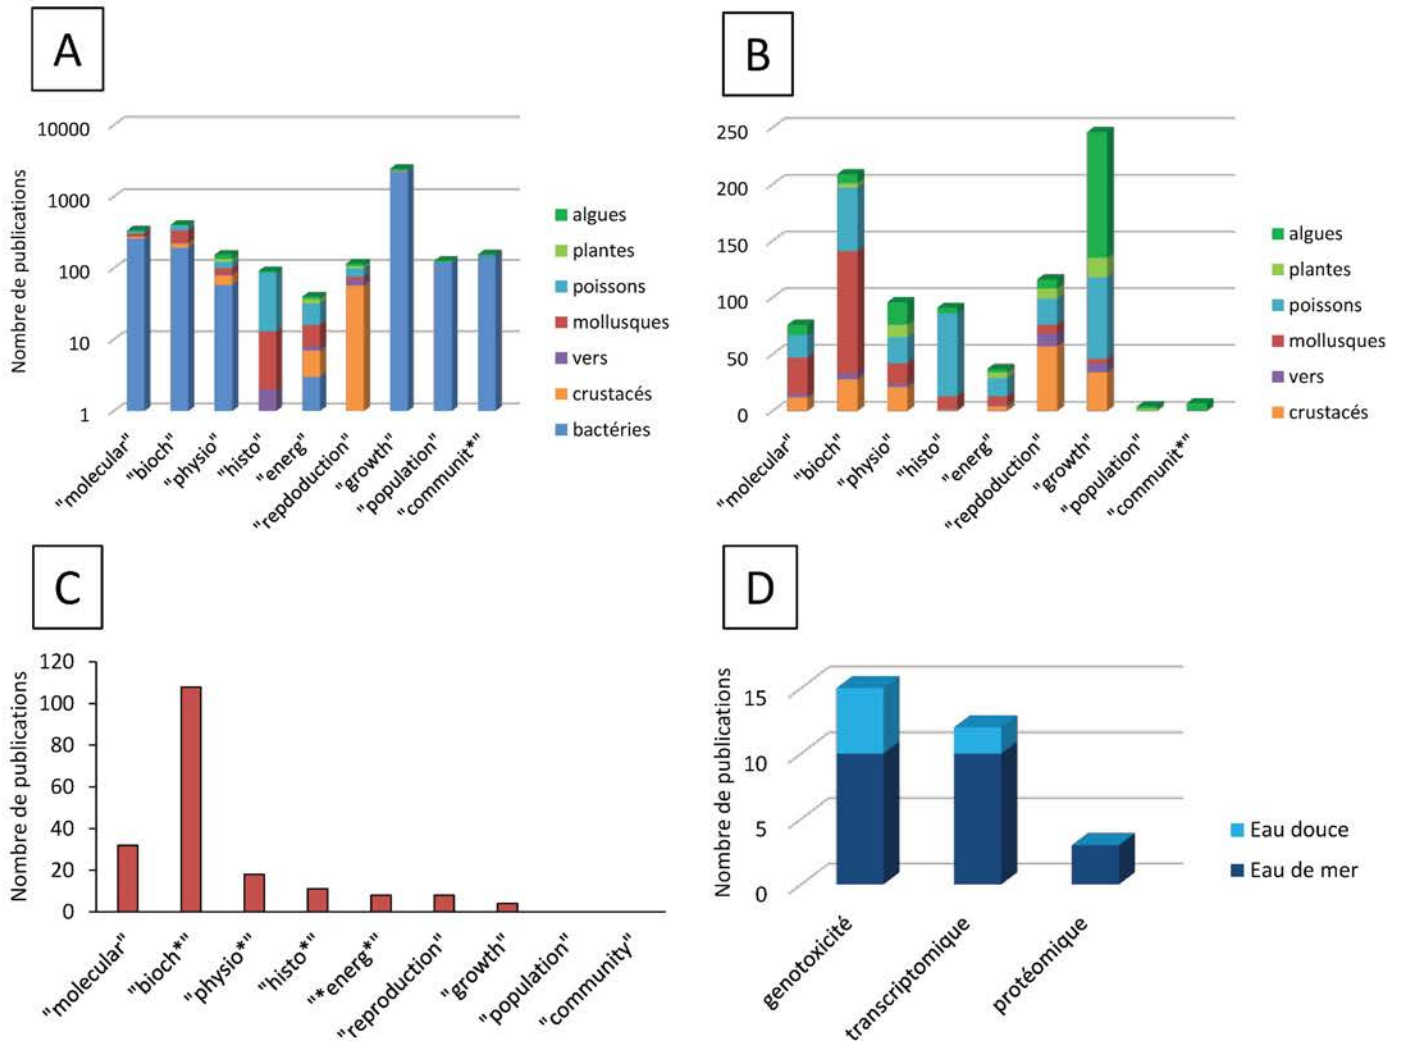 A
Nombre de publications
10000
1000
100
10
1
"molecular"
"bioch"
"physio"
"histo"
"energ"
"repdoduction"
"growth"
"population"
"communit*"
algues
plantes
poissons
mollusques
vers
crustacés
bactéries
B
Nombre de publications
250
200
150
100
50
0
"molecular"
"bioch"
"physio"
"histo"
"energ"
"repdoduction"
"growth"
"population"
"communit*"
algues
plantes
poissons
mollusques
vers
crustacés
C
Nombre de publications
120
100
80
60
40
20
0
"molecular"
"bioch*"
"physio*"
"histo*"
"*energ*"
"reproduction"
"growth"
"population"
"community"
D
Nombre de publications
15
10
5
0
genotoxicité
transcriptomique
protéomique
Eau douce
Eau de mer